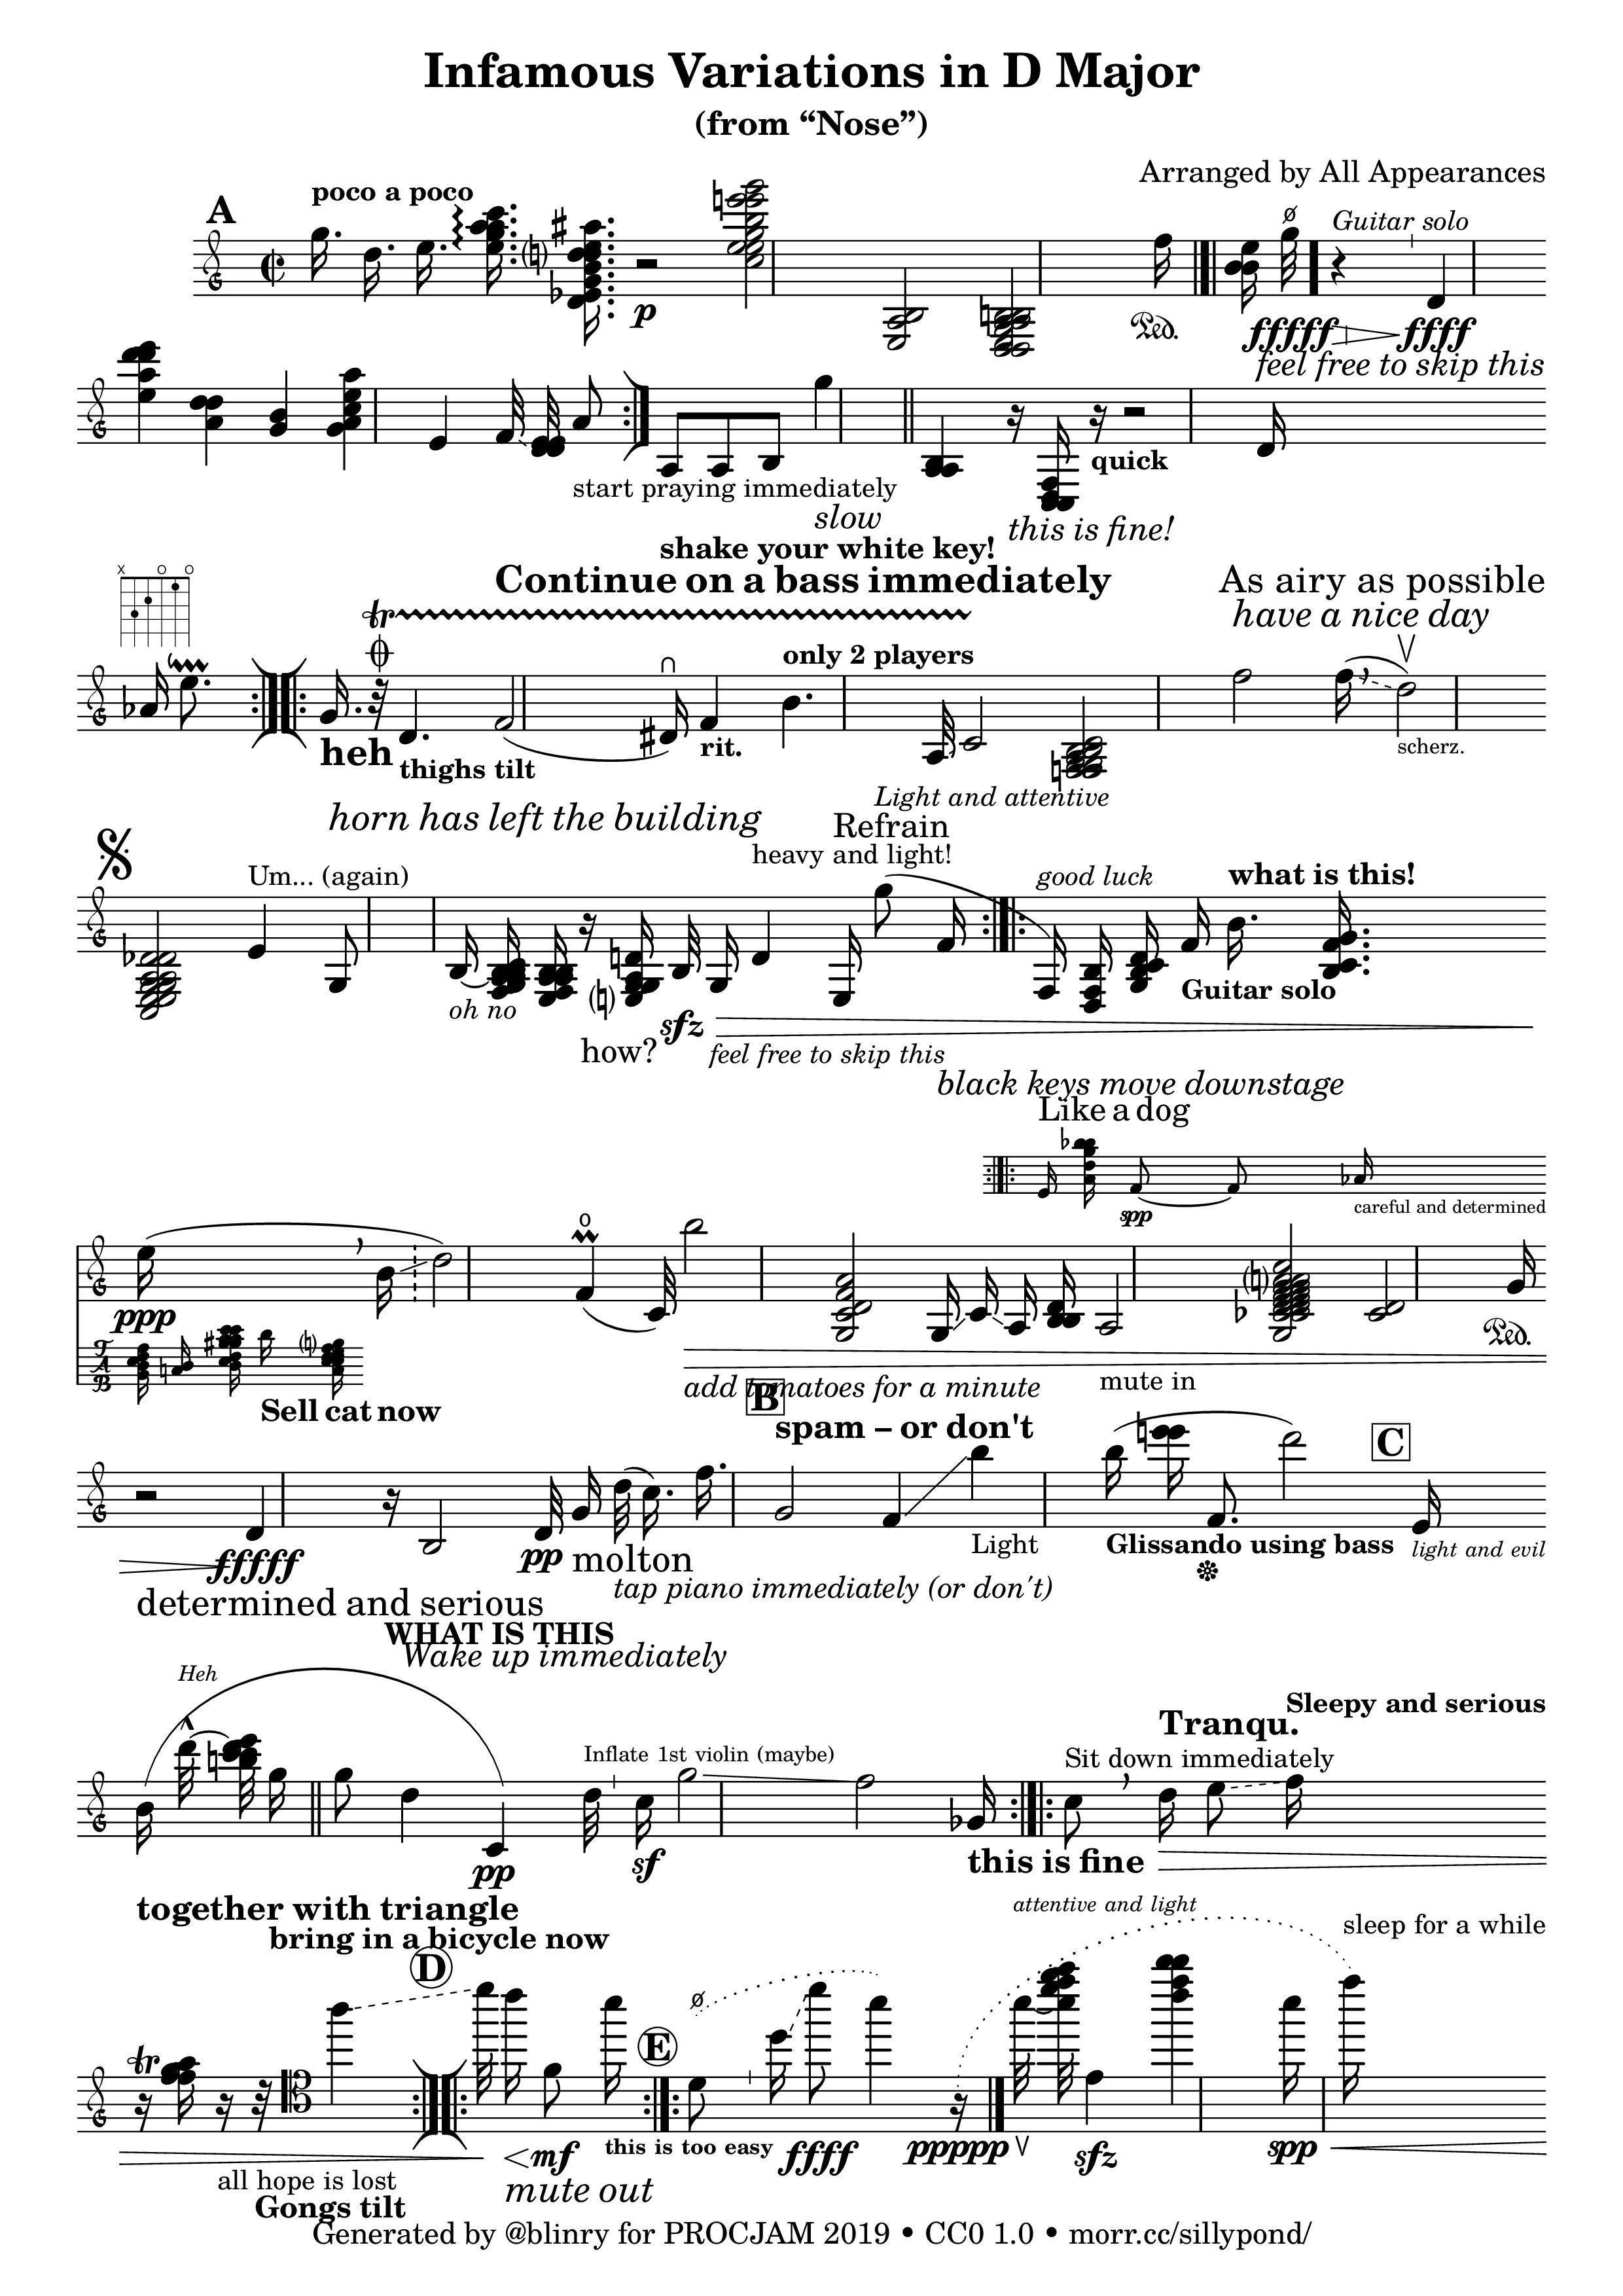 Infamous Variations in D Major
(from “Nose”)
Arranged by All Appearances
A
poco a poco
Guitar solo
p
fffff
ffff
feel free to skip this
start praying immediately
quick
slow
this is fine!
shake your white key!
Continue on a bass immediately
As airy as possible
have a nice day
x o o
tr
only 2 players
heh
thighs tilt
rit.
scherz.
Light and attentive
horn has left the building
Refrain
heavy and light!
Um... (again)
good luck
what is this!
oh no
Guitar solo
sfz
how?
feel free to skip this
black keys move downstage
Like a dog
spp
careful and determined
ppp
T
A
B
Sell cat now
add tomatoes for a minute
mute in
B
spam – or don't
C
fffff
pp
molton
Light
Glissando using bass
light and evil
tap piano immediately (or don't)
determined and serious
WHAT IS THIS
Wake up immediately
Heh
Sleepy and serious
Tranqu.
Inflate 1st violin (maybe)
Sit down immediately
pp
sf
this is fine
together with triangle
attentive and light
bring in a bicycle now
sleep for a while
D
E
tr
this is too easy
mf
ffff
ppppp
sfz
spp
all hope is lost
mute out
Gongs tilt
Generated by @blinry for PROCJAM 2019 • CC0 1.0 • morr.cc/sillypond/